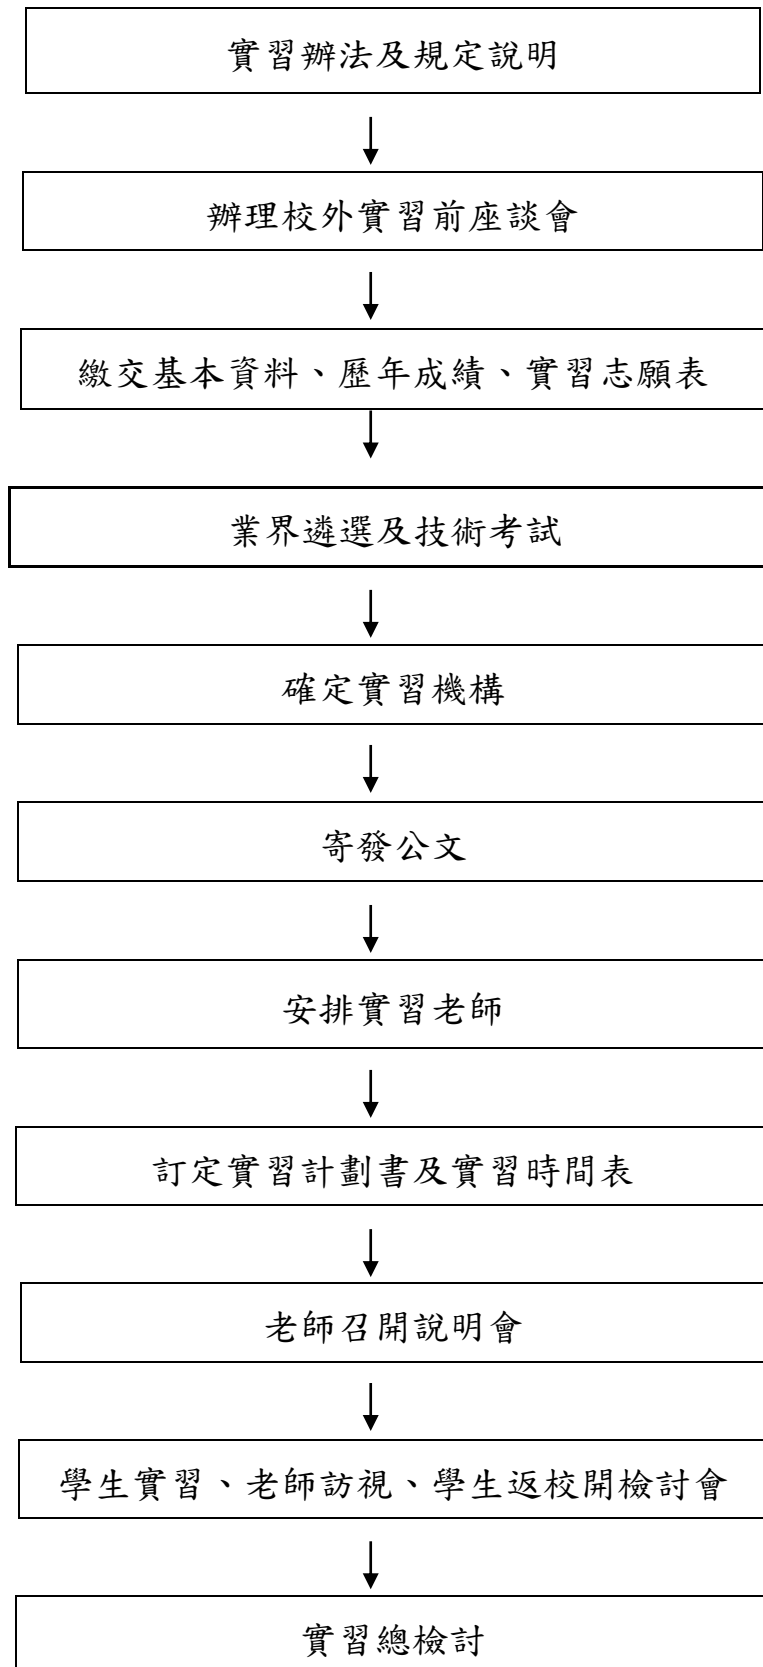 實習辦法及規定說明
辦理校外實習前座談會
繳交基本資料、歷年成績、實習志願表
業界遴選及技術考試
確定實習機構
寄發公文
安排實習老師
訂定實習計劃書及實習時間表
老師召開說明會
學生實習、老師訪視、學生返校開檢討會
實習總檢討